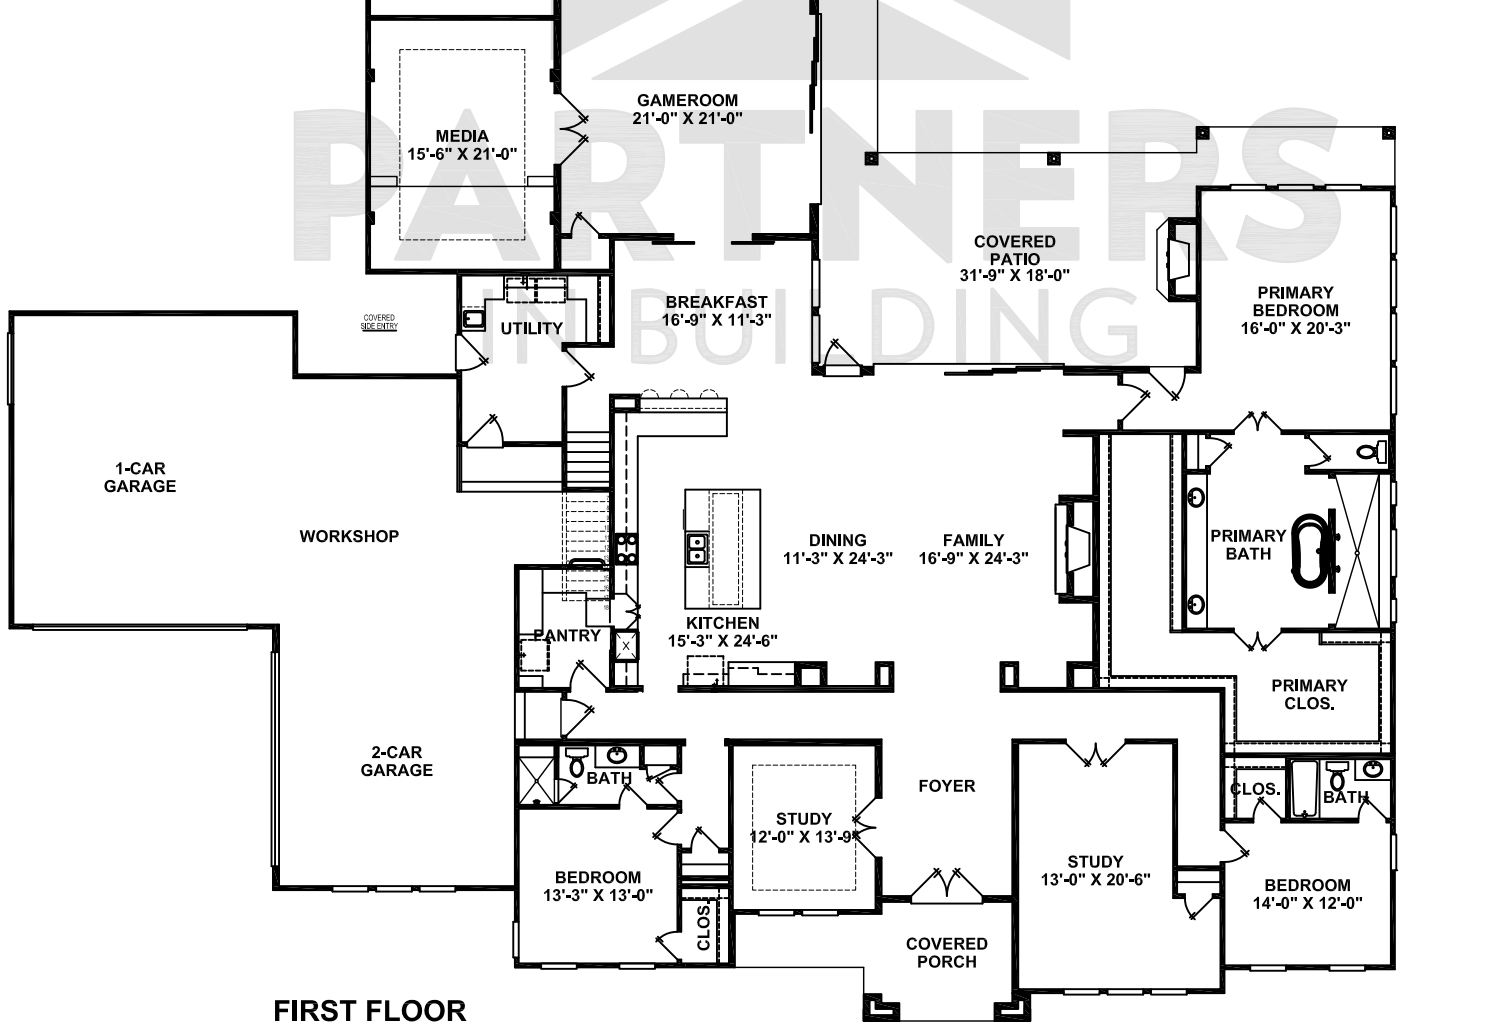 PARTNERS
IN BUILDING
GAMEROOM
21'-0" X 21'-0"
MEDIA
15'-6" X 21'-0"
COVERED
PATIO
31'-9" X 18'-0"
PRIMARY
BEDROOM
16'-0" X 20'-3"
BREAKFAST
16'-9" X 11'-3"
COVERED
SIDE ENTRY
UTILITY
1-CAR
GARAGE
WORKSHOP
DINING
11'-3" X 24'-3"
FAMILY
16'-9" X 24'-3"
PRIMARY
BATH
KITCHEN
15'-3" X 24'-6"
PANTRY
PRIMARY
CLOS.
2-CAR
GARAGE
BATH
FOYER
CLOS.
BATH
STUDY
12'-0" X 13'-9"
STUDY
13'-0" X 20'-6"
BEDROOM
13'-3" X 13'-0"
BEDROOM
14'-0" X 12'-0"
CLOS.
COVERED
PORCH
FIRST FLOOR